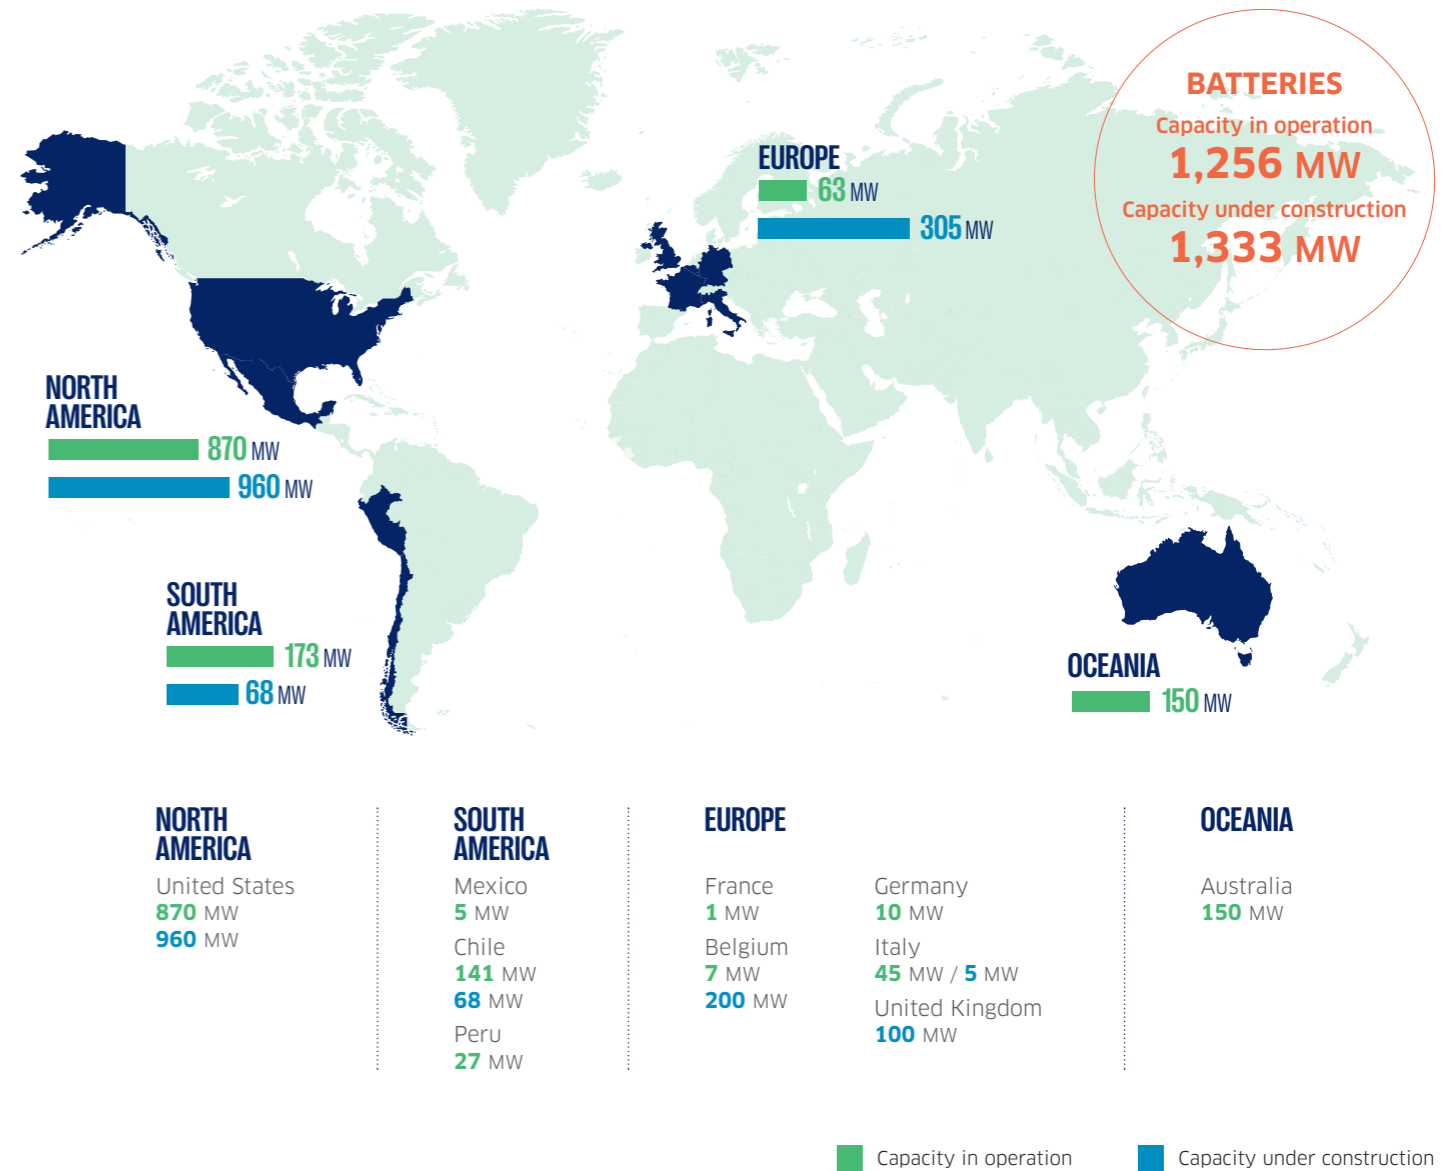 BATTERIES
Capacity in operation
1,256 MW
Capacity under construction
1,333 MW
EUROPE
63 MW
305 MW
NORTH
AMERICA
870 MW
960 MW
SOUTH
AMERICA
173 MW
68 MW
OCEANIA
150 MW
NORTH
AMERICA
United States
870 MW
960 MW
SOUTH
AMERICA
Mexico
5 MW
Chile
141 MW
68 MW
Peru
27 MW
EUROPE
France
1 MW
Belgium
7 MW
200 MW
Germany
10 MW
Italy
45 MW / 5 MW
United Kingdom
100 MW
OCEANIA
Australia
150 MW
Capacity in operation
Capacity under construction